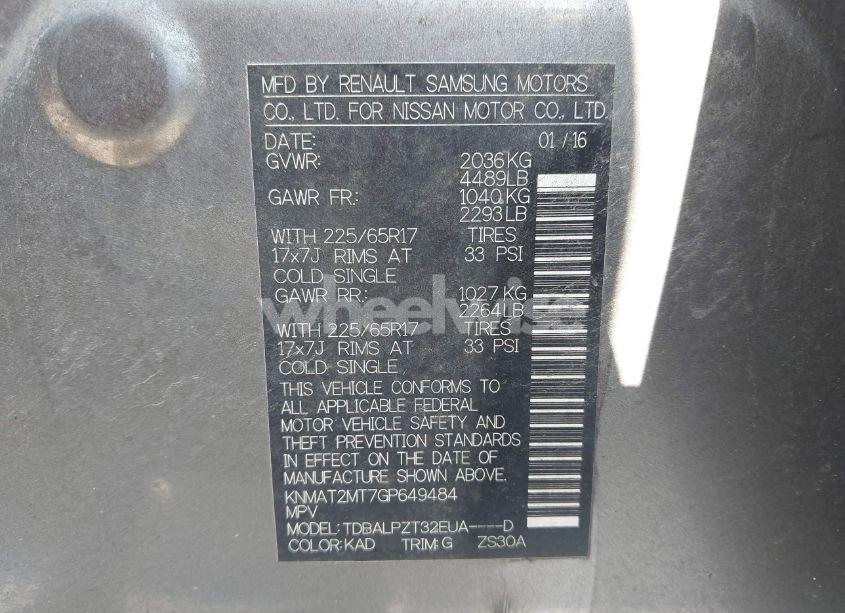 MFD BY RENAULT SAMSUNG MOTORS
CO., LTD. FOR NISSAN MOTOR CO., LTD.
DATE: 01/16
GVWR: 2036KG
4489LB
GAWR FR.: 1040KG
2293LB
WITH 225/65R17 TIRES
17x7J RIMS AT 33 PSI
COLD SINGLE
GAWR RR.: 1027KG
2264LB
WITH 225/65R17 TIRES
17x7J RIMS AT 33 PSI
COLD SINGLE
THIS VEHICLE CONFORMS TO
ALL APPLICABLE FEDERAL
MOTOR VEHICLE SAFETY AND
THEFT PREVENTION STANDARDS
IN EFFECT ON THE DATE OF
MANUFACTURE SHOWN ABOVE.
KNMAT2MT7GP649484
MPV
MODEL: TDBALPZT32EUA----D
COLOR: KAD TRIM: G ZS30A
wheelwise